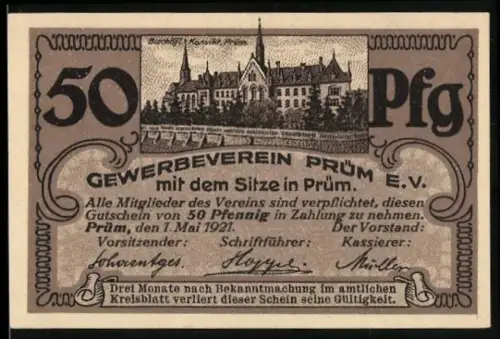 Bischöfl. Konvikt, Prüm.
50 Pfg
GEWERBEVEREIN PRÜM E.V.
mit dem Sitze in Prüm.
Alle Mitglieder des Vereins sind verpflichtet, diesen
Gutschein von 50 Pfennig in Zahlung zu nehmen.
Prüm, den 1. Mai 1921. Der Vorstand:
Vorsitzender: Schriftführer: Kassierer:
Müller
Drei Monate nach Bekanntmachung im amtlichen
Kreisblatt verliert dieser Schein seine Gültigkeit.